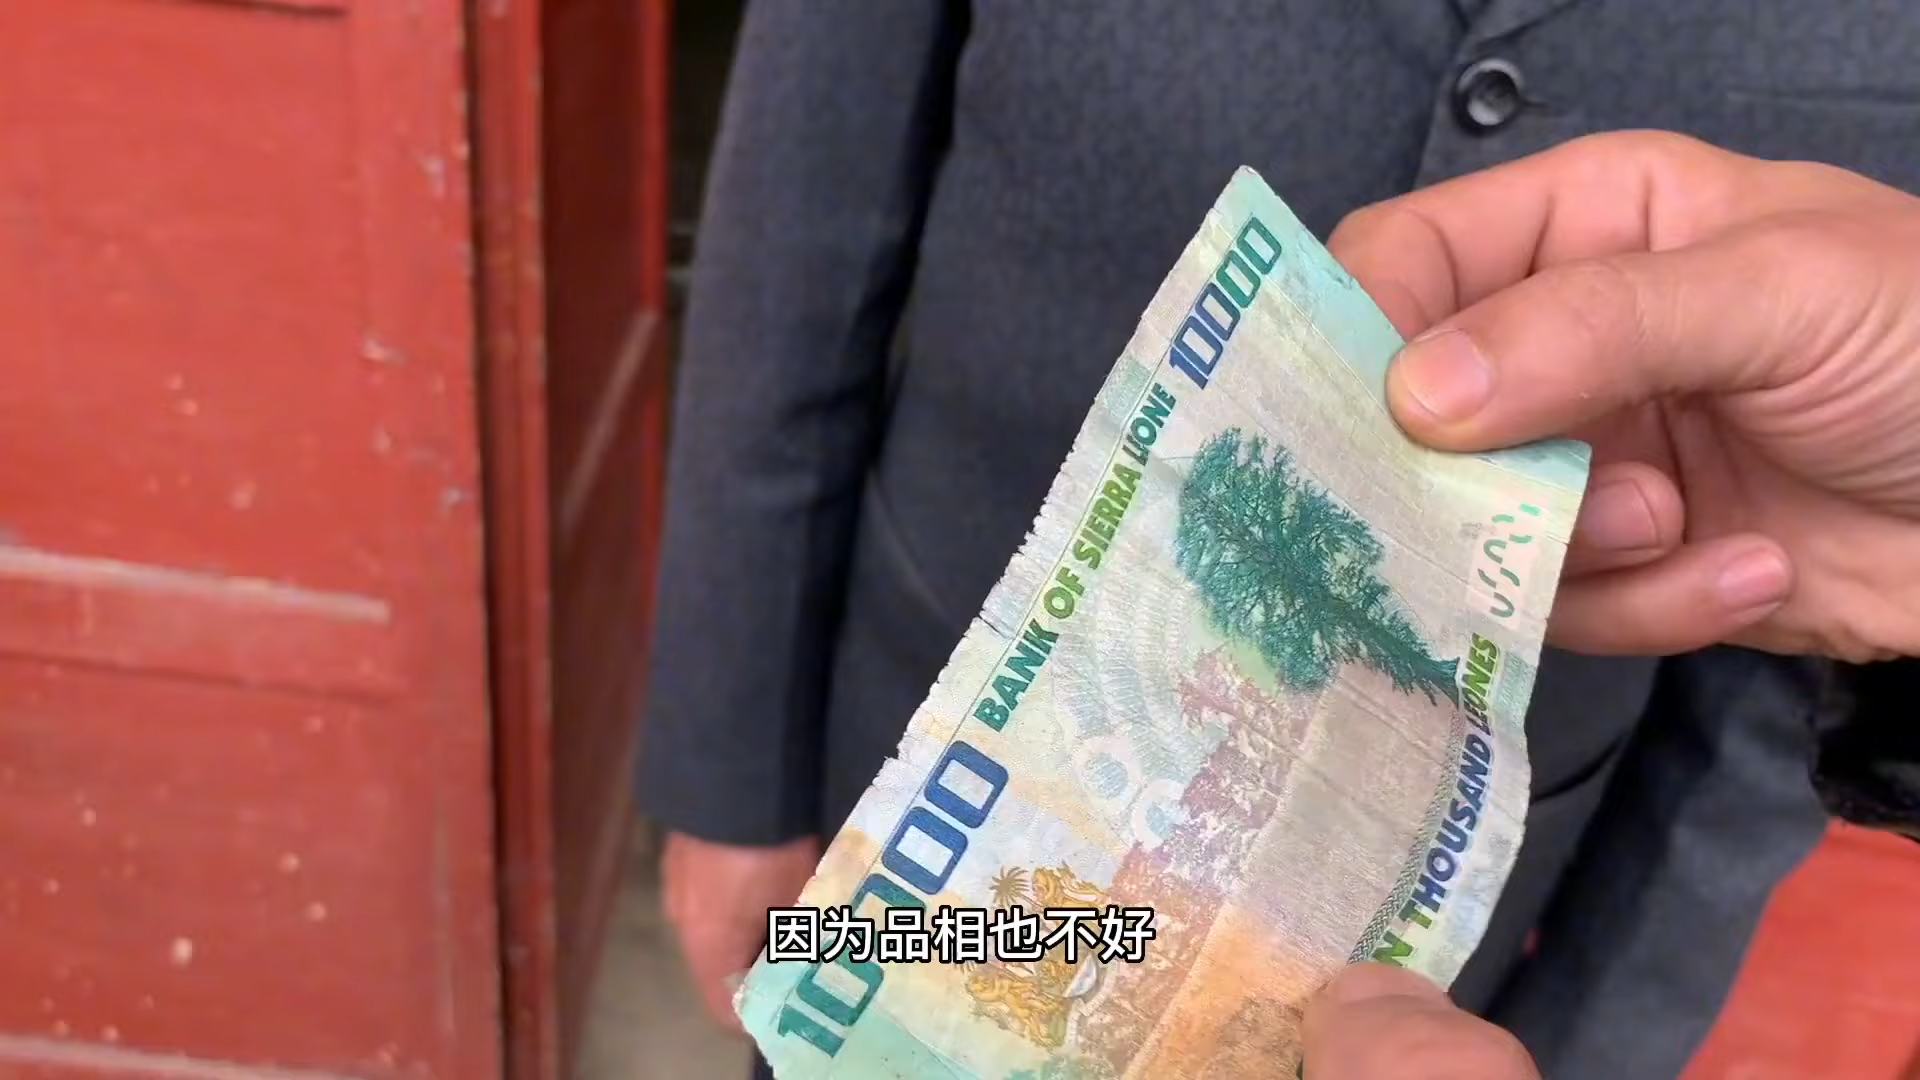 10000
BANK OF SIERRA LEONE
10000
N THOUSAND LEONES
因为品相也不好